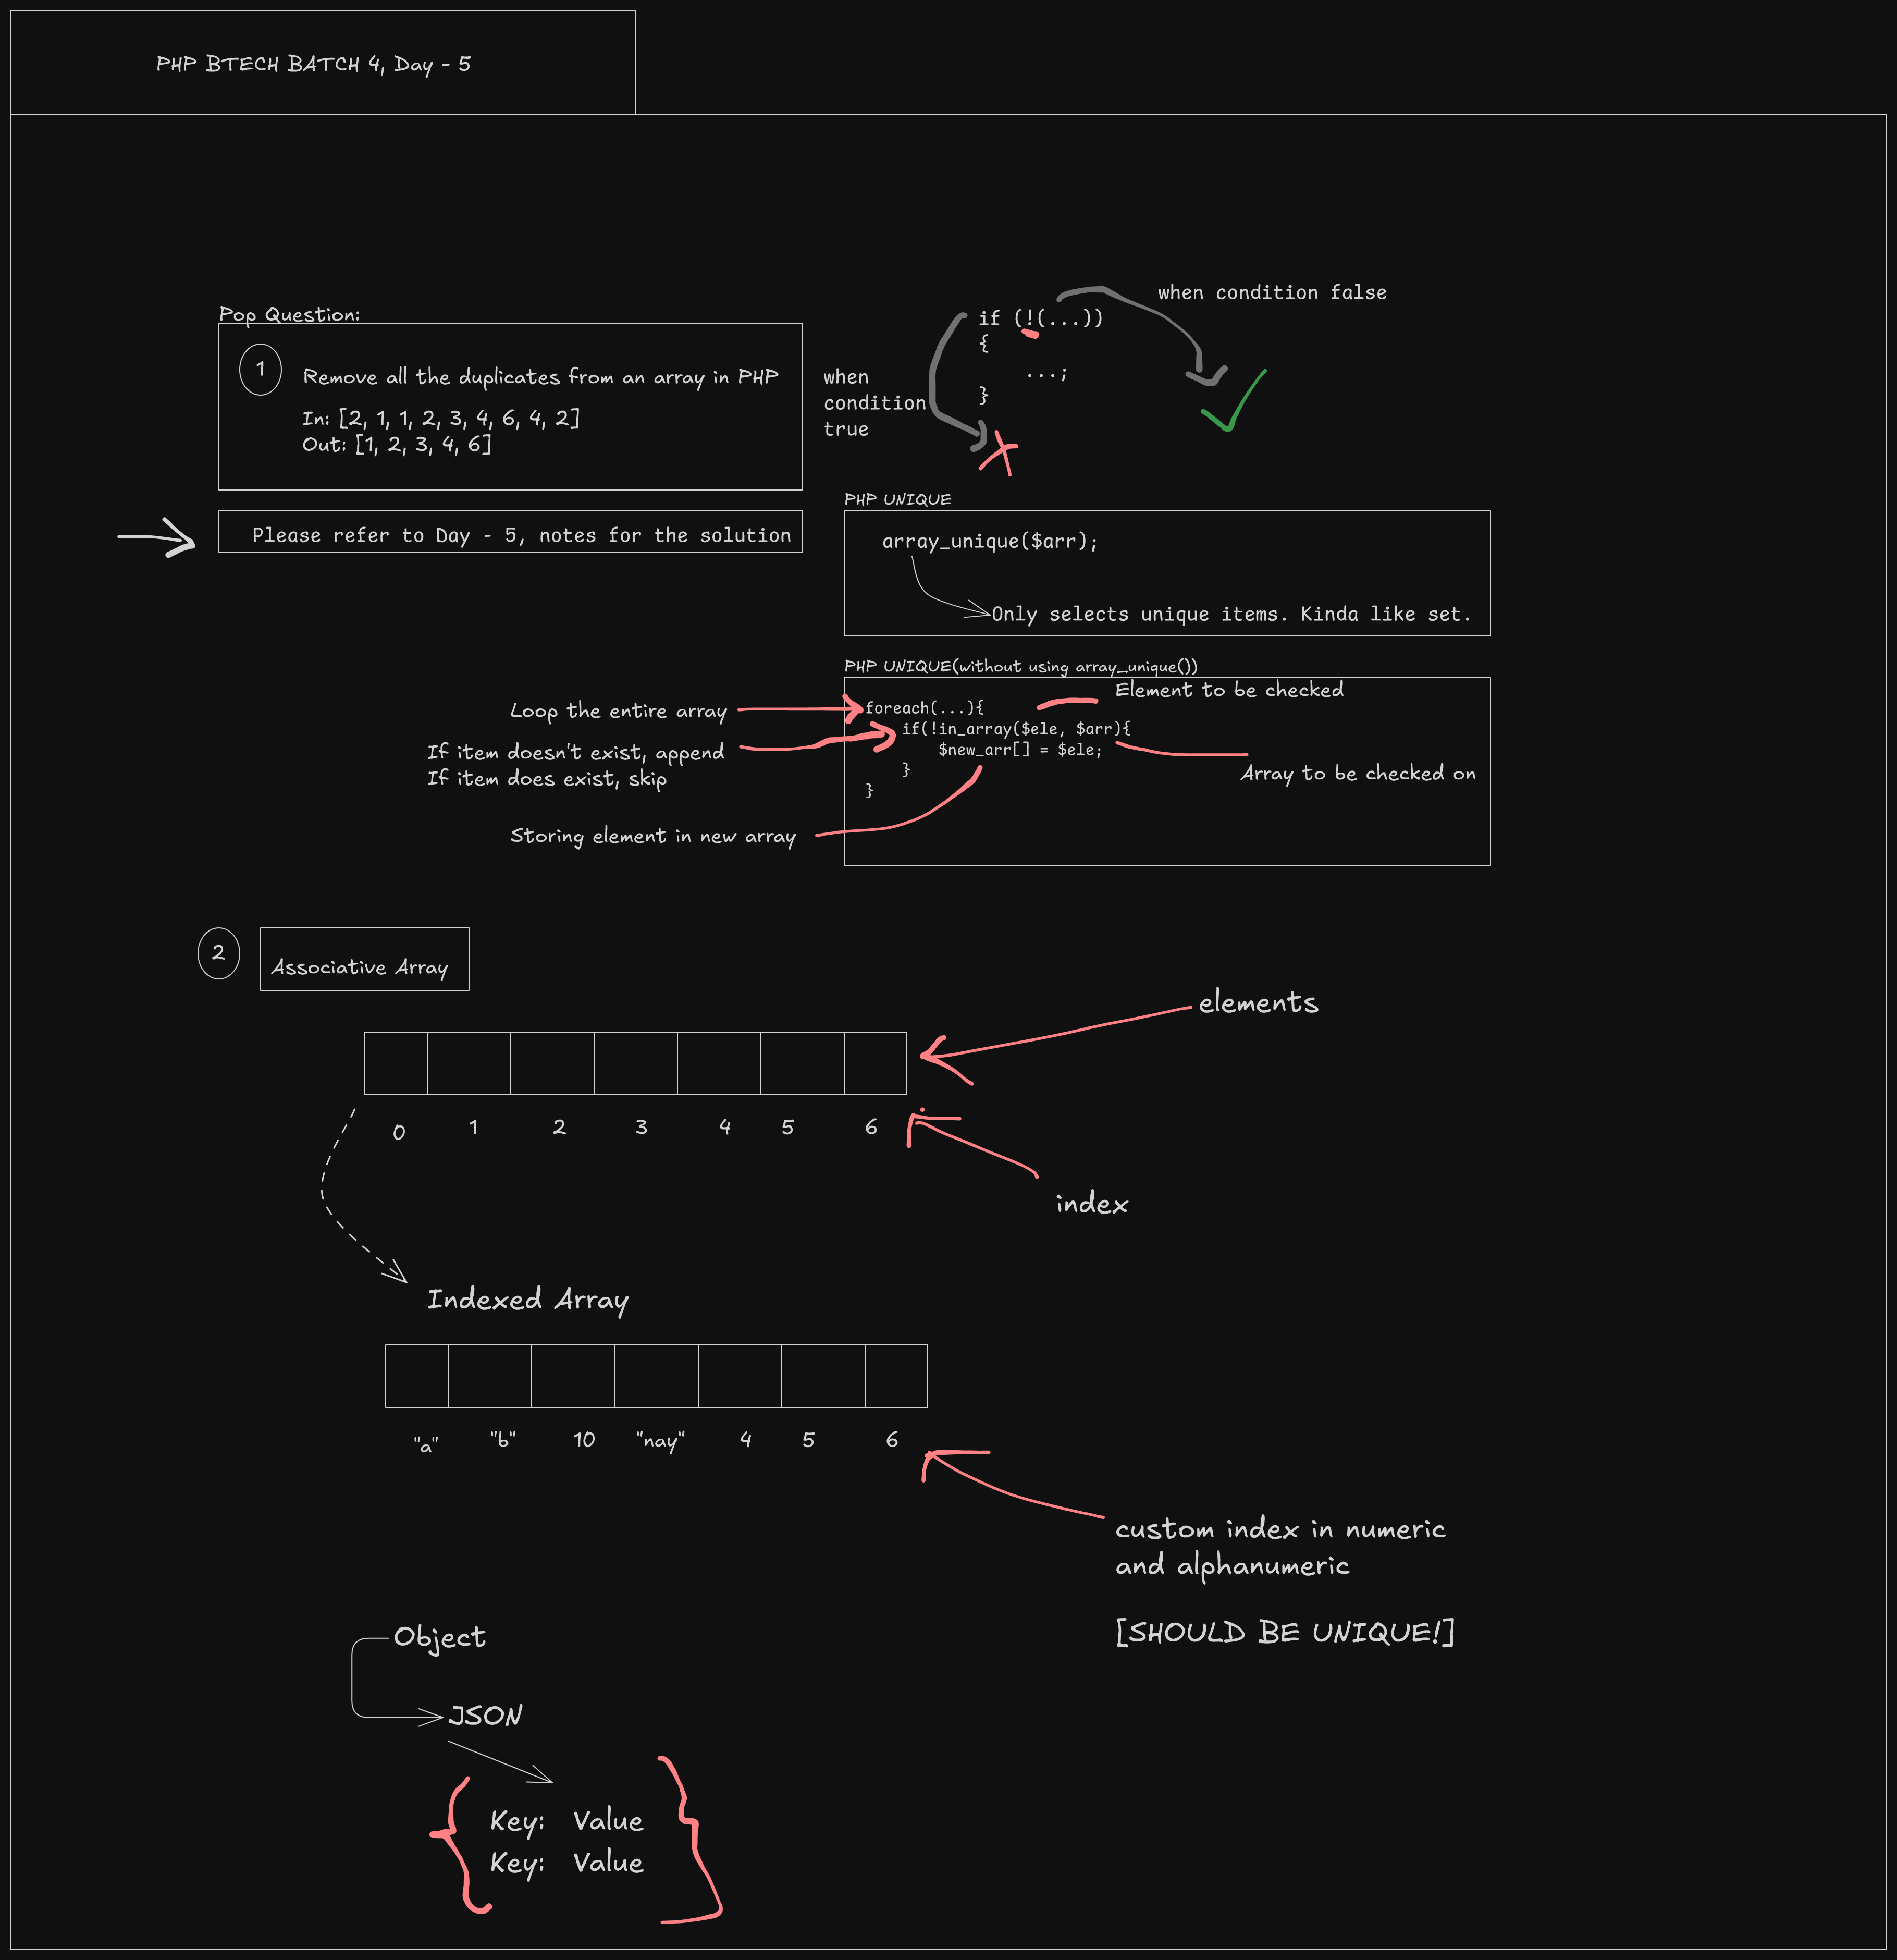 PHP BTECH BATCH 4, Day - 5
Pop Question:
1
Remove all the duplicates from an array in PHP
In: [2, 1, 1, 2, 3, 4, 6, 4, 2]
Out: [1, 2, 3, 4, 6]
Please refer to Day - 5, notes for the solution
when condition false
if (!(...))
{
...;
}
when
condition
true
PHP UNIQUE
array_unique($arr);
Only selects unique items. Kinda like set.
PHP UNIQUE(without using array_unique())
Element to be checked
foreach(...){
if(!in_array($ele, $arr){
$new_arr[] = $ele;
}
}
Array to be checked on
Loop the entire array
If item doesn't exist, append
If item does exist, skip
Storing element in new array
2
Associative Array
elements
0 1 2 3 4 5 6
index
Indexed Array
"a" "b" 10 "nay" 4 5 6
custom index in numeric
and alphanumeric
[SHOULD BE UNIQUE!]
Object
JSON
Key: Value
Key: Value